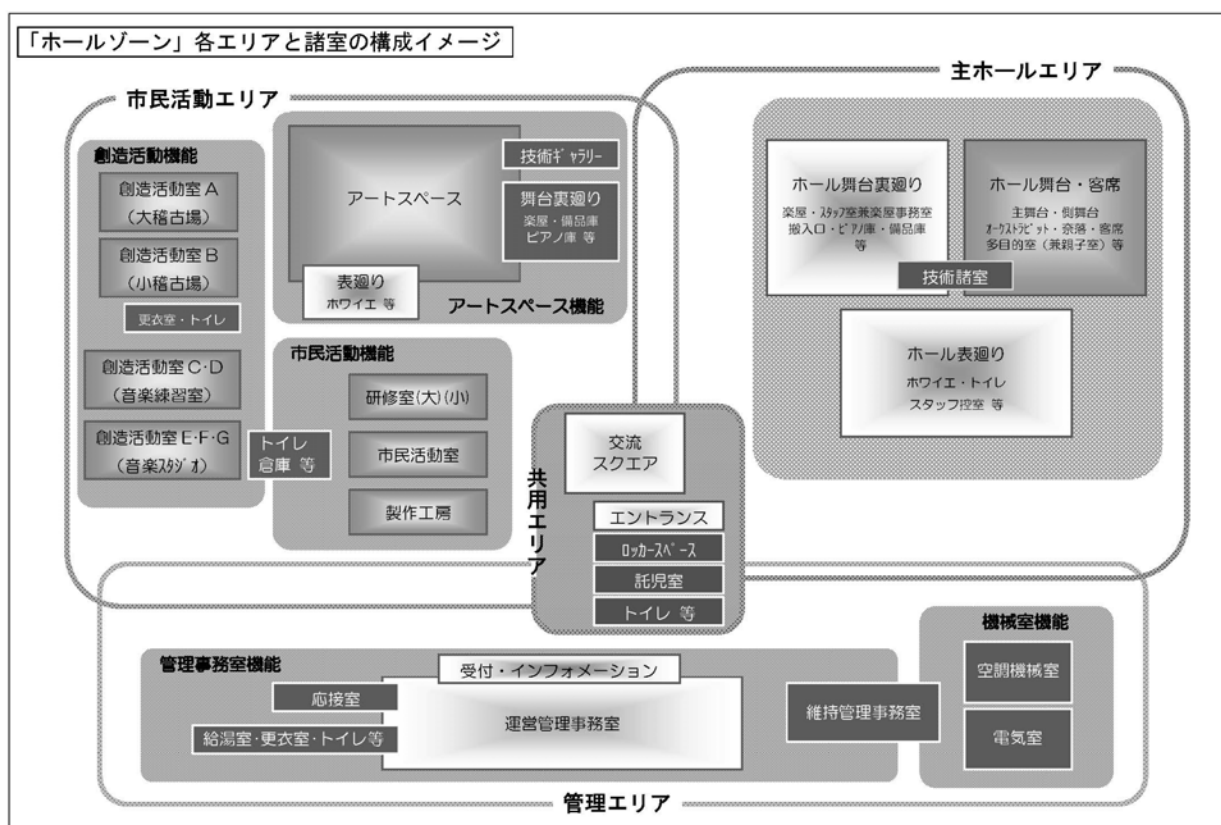 「ホールゾーン」各エリアと諸室の構成イメージ
主ホールエリア
市民活動エリア
創造活動機能
創造活動室A
(大稽古場)
創造活動室B
(小稽古場)
更衣室・トイレ
創造活動室C・D
(音楽練習室)
創造活動室E・F・G
(音楽スタジオ)
トイレ
倉庫 等
アートスペース
技術ギャラリー
舞台裏廻り
楽屋・備品庫
ピアノ庫 等
表廻り
ホワイエ 等
アートスペース機能
市民活動機能
研修室(大)(小)
市民活動室
製作工房
ホール舞台裏廻り
楽屋・スタッフ室兼楽屋事務室
搬入口・ピアノ庫・備品庫
等
ホール舞台・客席
主舞台・側舞台
オーケストラピット・奈落・客席
多目的室(兼親子室)等
技術諸室
ホール表廻り
ホワイエ・トイレ
スタッフ控室 等
共用エリア
交流
スクエア
エントランス
ロッカースペース
託児室
トイレ 等
管理事務室機能
受付・インフォメーション
応接室
運営管理事務室
給湯室・更衣室・トイレ等
維持管理事務室
機械室機能
空調機械室
電気室
管理エリア